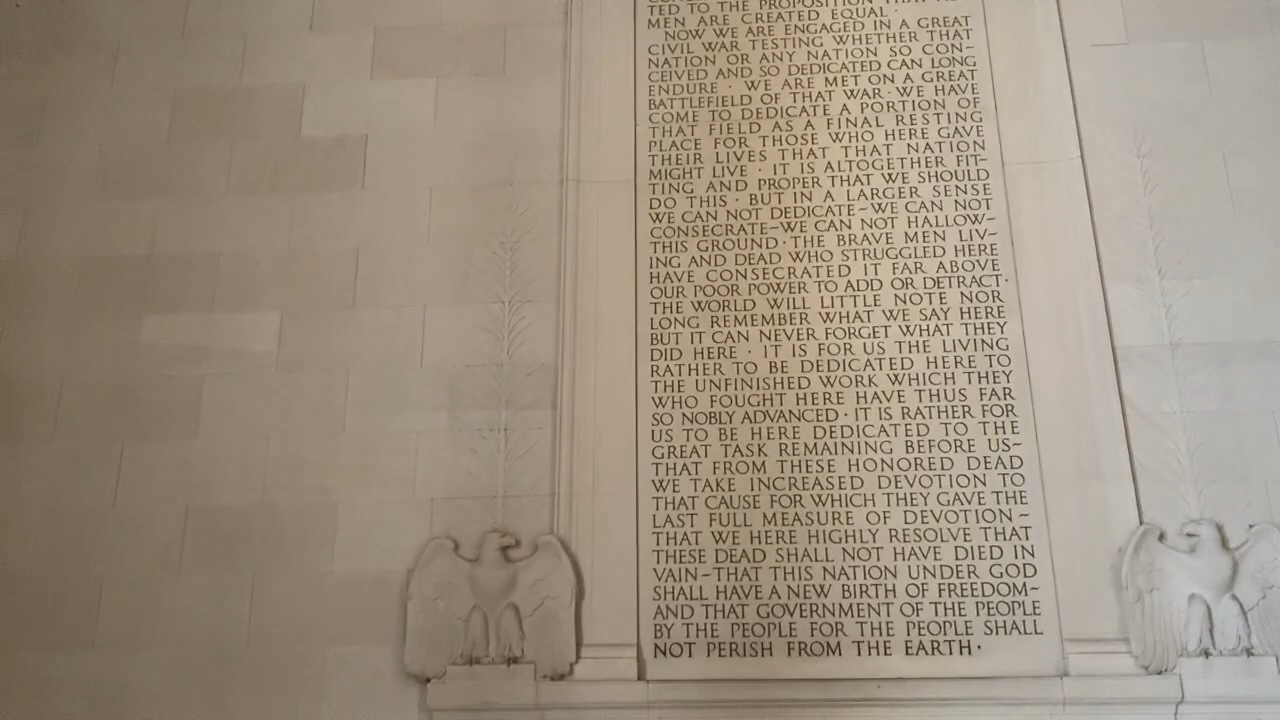 TED TO THE PROPOSITION THAT
MEN ARE CREATED EQUAL ·
NOW WE ARE ENGAGED IN A GREAT
CIVIL WAR TESTING WHETHER THAT
NATION OR ANY NATION SO CON-
CEIVED AND SO DEDICATED CAN LONG
ENDURE · WE ARE MET ON A GREAT
BATTLEFIELD OF THAT WAR · WE HAVE
COME TO DEDICATE A PORTION OF
THAT FIELD AS A FINAL RESTING
PLACE FOR THOSE WHO HERE GAVE
THEIR LIVES THAT THAT NATION
MIGHT LIVE · IT IS ALTOGETHER FIT-
TING AND PROPER THAT WE SHOULD
DO THIS · BUT IN A LARGER SENSE
WE CAN NOT DEDICATE~WE CAN NOT
CONSECRATE~WE CAN NOT HALLOW~
THIS GROUND · THE BRAVE MEN LIV-
ING AND DEAD WHO STRUGGLED HERE
HAVE CONSECRATED IT FAR ABOVE
OUR POOR POWER TO ADD OR DETRACT ·
THE WORLD WILL LITTLE NOTE NOR
LONG REMEMBER WHAT WE SAY HERE
BUT IT CAN NEVER FORGET WHAT THEY
DID HERE · IT IS FOR US THE LIVING
RATHER TO BE DEDICATED HERE TO
THE UNFINISHED WORK WHICH THEY
WHO FOUGHT HERE HAVE THUS FAR
SO NOBLY ADVANCED · IT IS RATHER FOR
US TO BE HERE DEDICATED TO THE
GREAT TASK REMAINING BEFORE US~
THAT FROM THESE HONORED DEAD
WE TAKE INCREASED DEVOTION TO
THAT CAUSE FOR WHICH THEY GAVE THE
LAST FULL MEASURE OF DEVOTION~
THAT WE HERE HIGHLY RESOLVE THAT
THESE DEAD SHALL NOT HAVE DIED IN
VAIN~THAT THIS NATION UNDER GOD
SHALL HAVE A NEW BIRTH OF FREEDOM~
AND THAT GOVERNMENT OF THE PEOPLE
BY THE PEOPLE FOR THE PEOPLE SHALL
NOT PERISH FROM THE EARTH ·